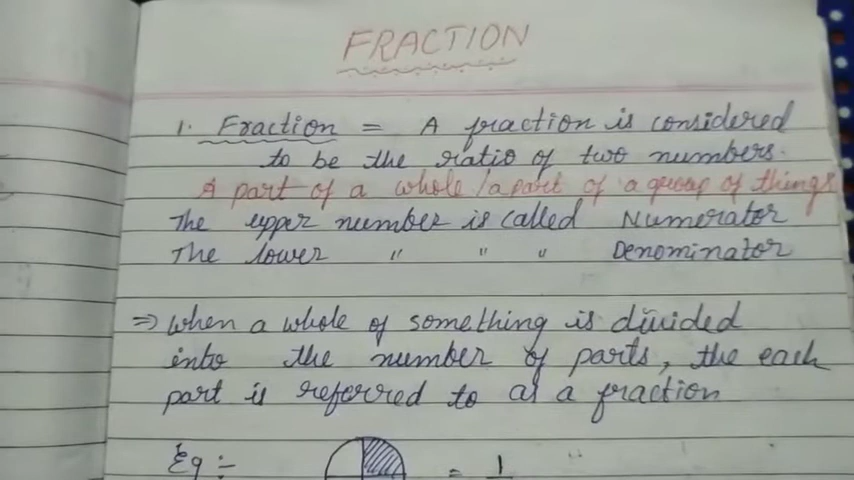 FRACTION
1. Fraction = A fraction is considered
to be the ratio of two numbers.
A part of a whole / a part of a group of things
The upper number is called Numerator
The lower " " " Denominator
⇒ When a whole of something is divided
into the number of parts, the each
part is referred to as a fraction
Eg :- = 1